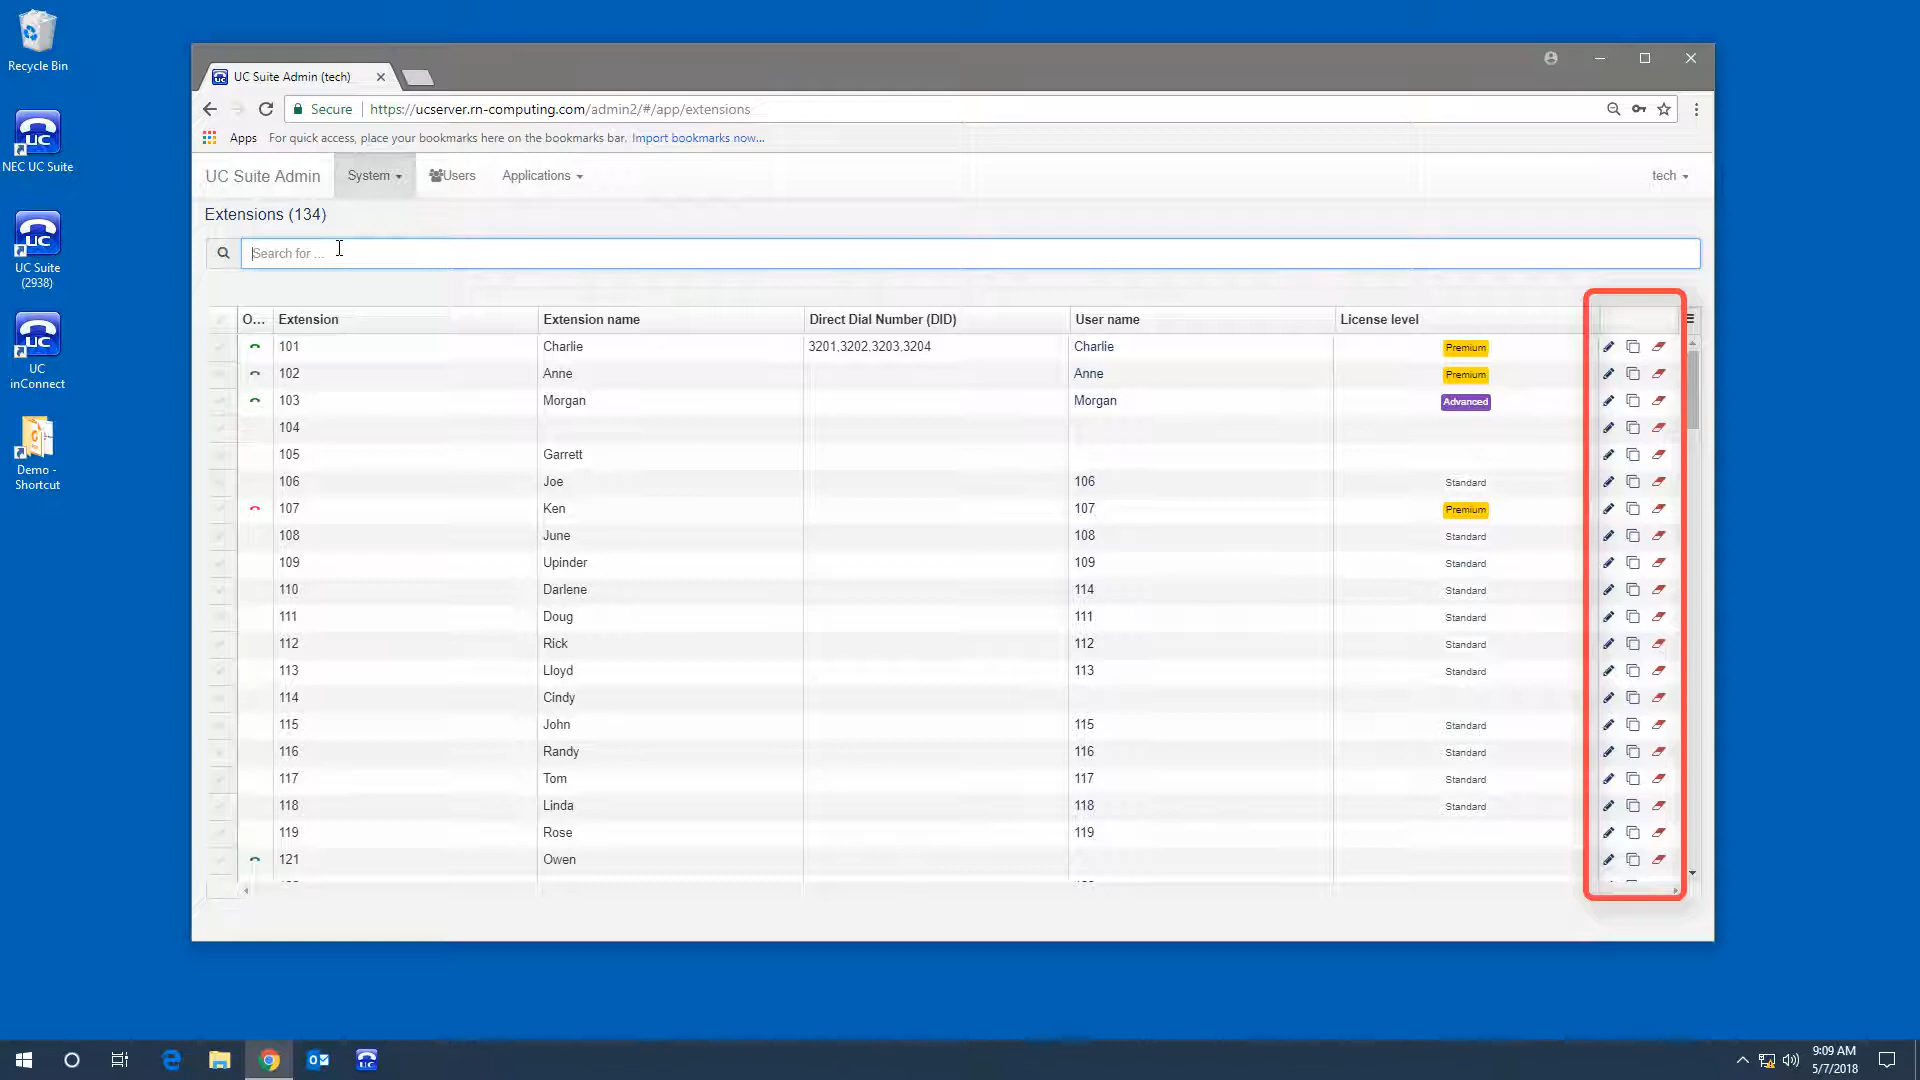 Recycle Bin
NEC UC Suite
UC Suite
(2938)
UC
inConnect
Demo -
Shortcut
UC Suite Admin (tech)
Secure https://ucserver.rn-computing.com/admin2/#/app/extensions
Apps For quick access, place your bookmarks here on the bookmarks bar. Import bookmarks now...
UC Suite Admin System Users Applications tech
Extensions (134)
Search for ...
O... Extension Extension name Direct Dial Number (DID) User name License level
101 Charlie 3201,3202,3203,3204 Charlie Premium
102 Anne Anne Premium
103 Morgan Morgan Advanced
104
105 Garrett
106 Joe 106 Standard
107 Ken 107 Premium
108 June 108 Standard
109 Upinder 109 Standard
110 Darlene 114 Standard
111 Doug 111 Standard
112 Rick 112 Standard
113 Lloyd 113 Standard
114 Cindy
115 John 115 Standard
116 Randy 116 Standard
117 Tom 117 Standard
118 Linda 118 Standard
119 Rose 119
121 Owen
9:09 AM
5/7/2018